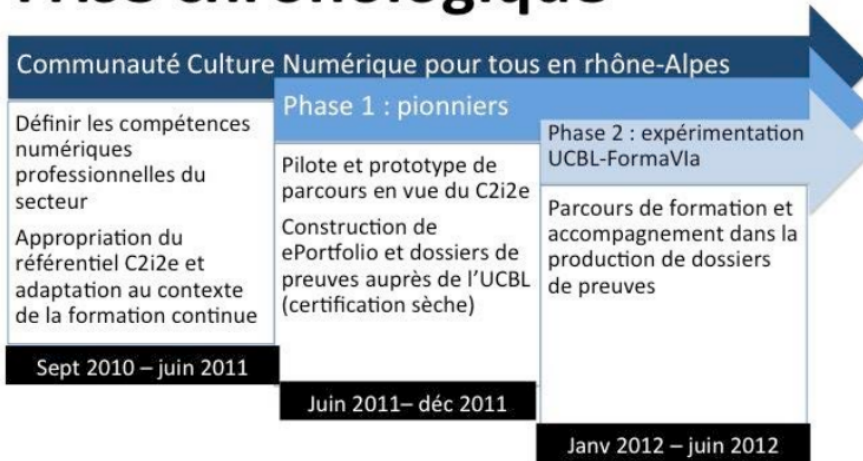 Frise chronologique
Communauté Culture Numérique pour tous en rhône-Alpes
Définir les compétences
numériques
professionnelles du
secteur
Appropriation du
référentiel C2i2e et
adaptation au contexte
de la formation continue
Sept 2010 – juin 2011
Phase 1 : pionniers
Pilote et prototype de
parcours en vue du C2i2e
Construction de
ePortfolio et dossiers de
preuves auprès de l'UCBL
(certification sèche)
Juin 2011– déc 2011
Phase 2 : expérimentation
UCBL-FormaVIa
Parcours de formation et
accompagnement dans la
production de dossiers
de preuves
Janv 2012 – juin 2012